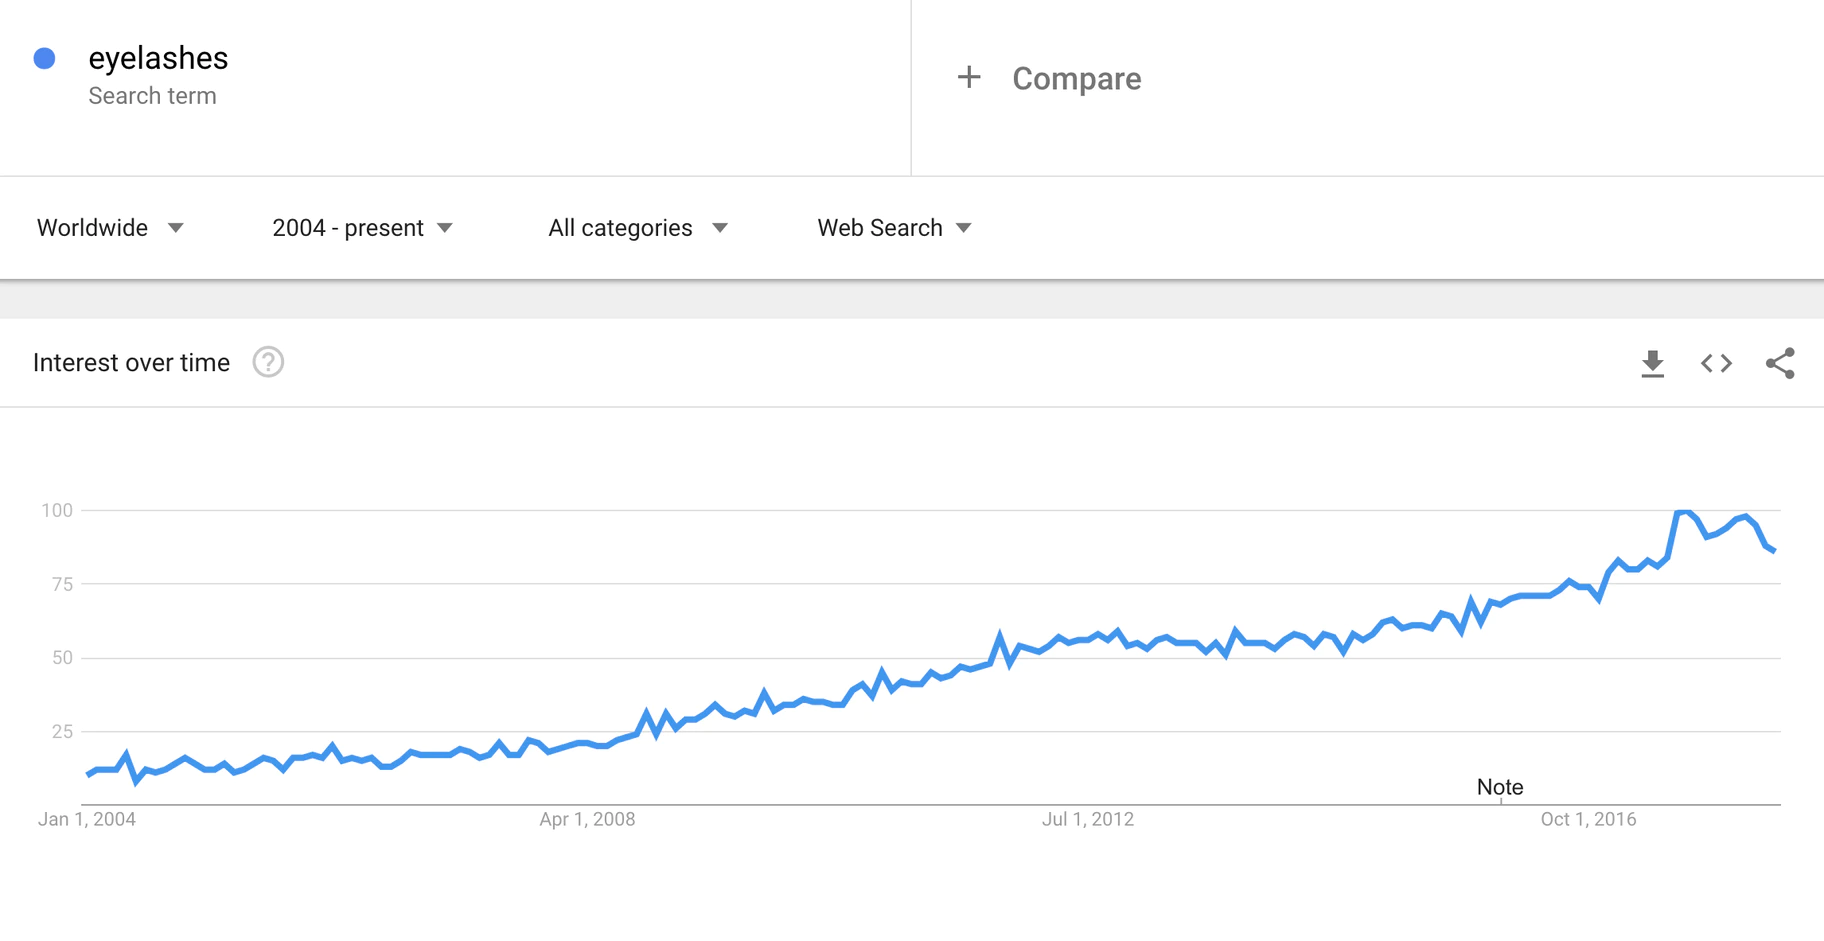 eyelashes
Search term
+ Compare
Worldwide 2004 - present All categories Web Search
Interest over time ?
100
75
50
25
Note
Jan 1, 2004 Apr 1, 2008 Jul 1, 2012 Oct 1, 2016